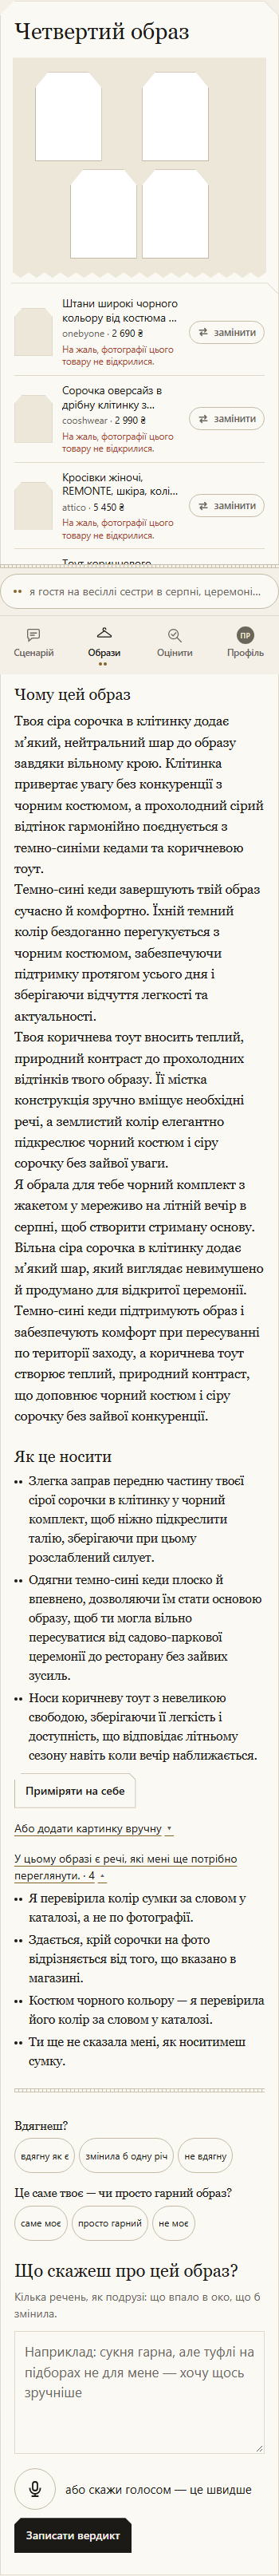 Четвертий образ
Штани широкі чорного
кольору від костюма ...
onebyone · 2 690 ₴
На жаль, фотографії цього
товару не відкрилися.
замінити
Сорочка оверсайз в
дрібну клітинку з...
cooshwear · 2 990 ₴
На жаль, фотографії цього
товару не відкрилися.
замінити
Кросівки жіночі,
REMONTE, шкіра, колі...
attico · 5 450 ₴
На жаль, фотографії цього
товару не відкрилися.
замінити
я гостя на весіллі сестри в серпні, церемоні...
Сценарій
Образи
Оцінити
ПР
Профіль
Чому цей образ
Твоя сіра сорочка в клітинку додає
м’який, нейтральний шар до образу
завдяки вільному крою. Клітинка
привертає увагу без конкуренції з
чорним костюмом, а прохолодний сірий
відтінок гармонійно поєднується з
темно-синіми кедами та коричневою
тоут.
Темно-сині кеди завершують твій образ
сучасно й комфортно. Їхній темний
колір бездоганно перегукується з
чорним костюмом, забезпечуючи
підтримку протягом усього дня і
зберігаючи відчуття легкості та
актуальності.
Твоя коричнева тоут вносить теплий,
природний контраст до прохолодних
відтінків твого образу. Її містка
конструкція зручно вміщує необхідні
речі, а землистий колір елегантно
підкреслює чорний костюм і сіру
сорочку без зайвої уваги.
Я обрала для тебе чорний комплект з
жакетом у мереживо на літній вечір в
серпні, щоб створити стриману основу.
Вільна сіра сорочка в клітинку додає
м’який шар, який виглядає невимушено
й продумано для відкритої церемонії.
Темно-сині кеди підтримують образ і
забезпечують комфорт при пересуванні
по території заходу, а коричнева тоут
створює теплий, природний контраст,
що доповнює чорний костюм і сіру
сорочку без зайвої конкуренції.
Як це носити
Злегка заправ передню частину твоєї
сірої сорочки в клітинку у чорний
комплект, щоб ніжно підкреслити
талію, зберігаючи при цьому
розслаблений силует.
Одягни темно-сині кеди плоско й
впевнено, дозволяючи їм стати основою
образу, щоб ти могла вільно
пересуватися від садово-паркової
церемонії до ресторану без зайвих
зусиль.
Носи коричневу тоут з невеликою
свободою, зберігаючи її легкість і
доступність, що відповідає літньому
сезону навіть коли вечір наближається.
Приміряти на себе
Або додати картинку вручну
У цьому образі є речі, які мені ще потрібно
переглянути. · 4
Я перевірила колір сумки за словом у
каталозі, а не по фотографії.
Здається, крій сорочки на фото
відрізняється від того, що вказано в
магазині.
Костюм чорного кольору — я перевірила
його колір за словом у каталозі.
Ти ще не сказала мені, як носитимеш
сумку.
Вдягнеш?
вдягну як є
змінила б одну річ
не вдягну
Це саме твоє — чи просто гарний образ?
саме моє
просто гарний
не моє
Що скажеш про цей образ?
Кілька речень, як подрузі: що впало в око, що б
змінила.
Наприклад: сукня гарна, але туфлі на
підборах не для мене — хочу щось
зручніше
або скажи голосом — це швидше
Записати вердикт